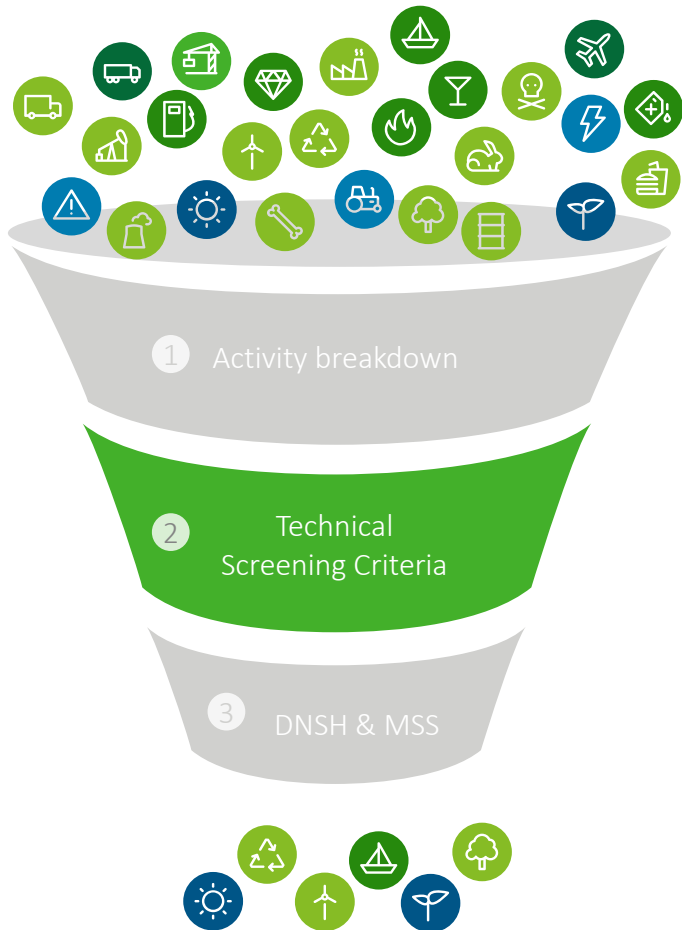 1 Activity breakdown
2 Technical
Screening Criteria
3 DNSH & MSS